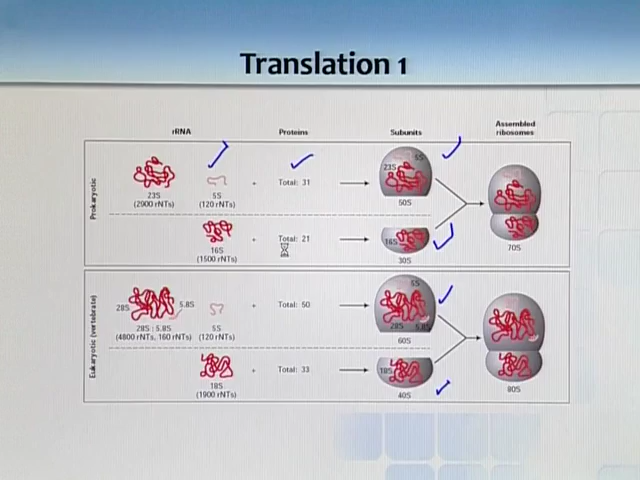 Translation 1
rRNA Proteins Subunits Assembled ribosomes
Prokaryotic
23S 5S
23S
5S
(2900 rNTs) (120 rNTs)
+ Total: 31
50S
16S
(1500 rNTs)
+ Total: 21
16S
30S
70S
Eukaryotic (vertebrate)
28S 5.8S
28S : 5.8S 5S
(4800 rNTs, 160 rNTs) (120 rNTs)
+ Total: 50
5S
28S 5.8S
60S
18S
(1900 rNTs)
+ Total: 33
18S
40S
80S